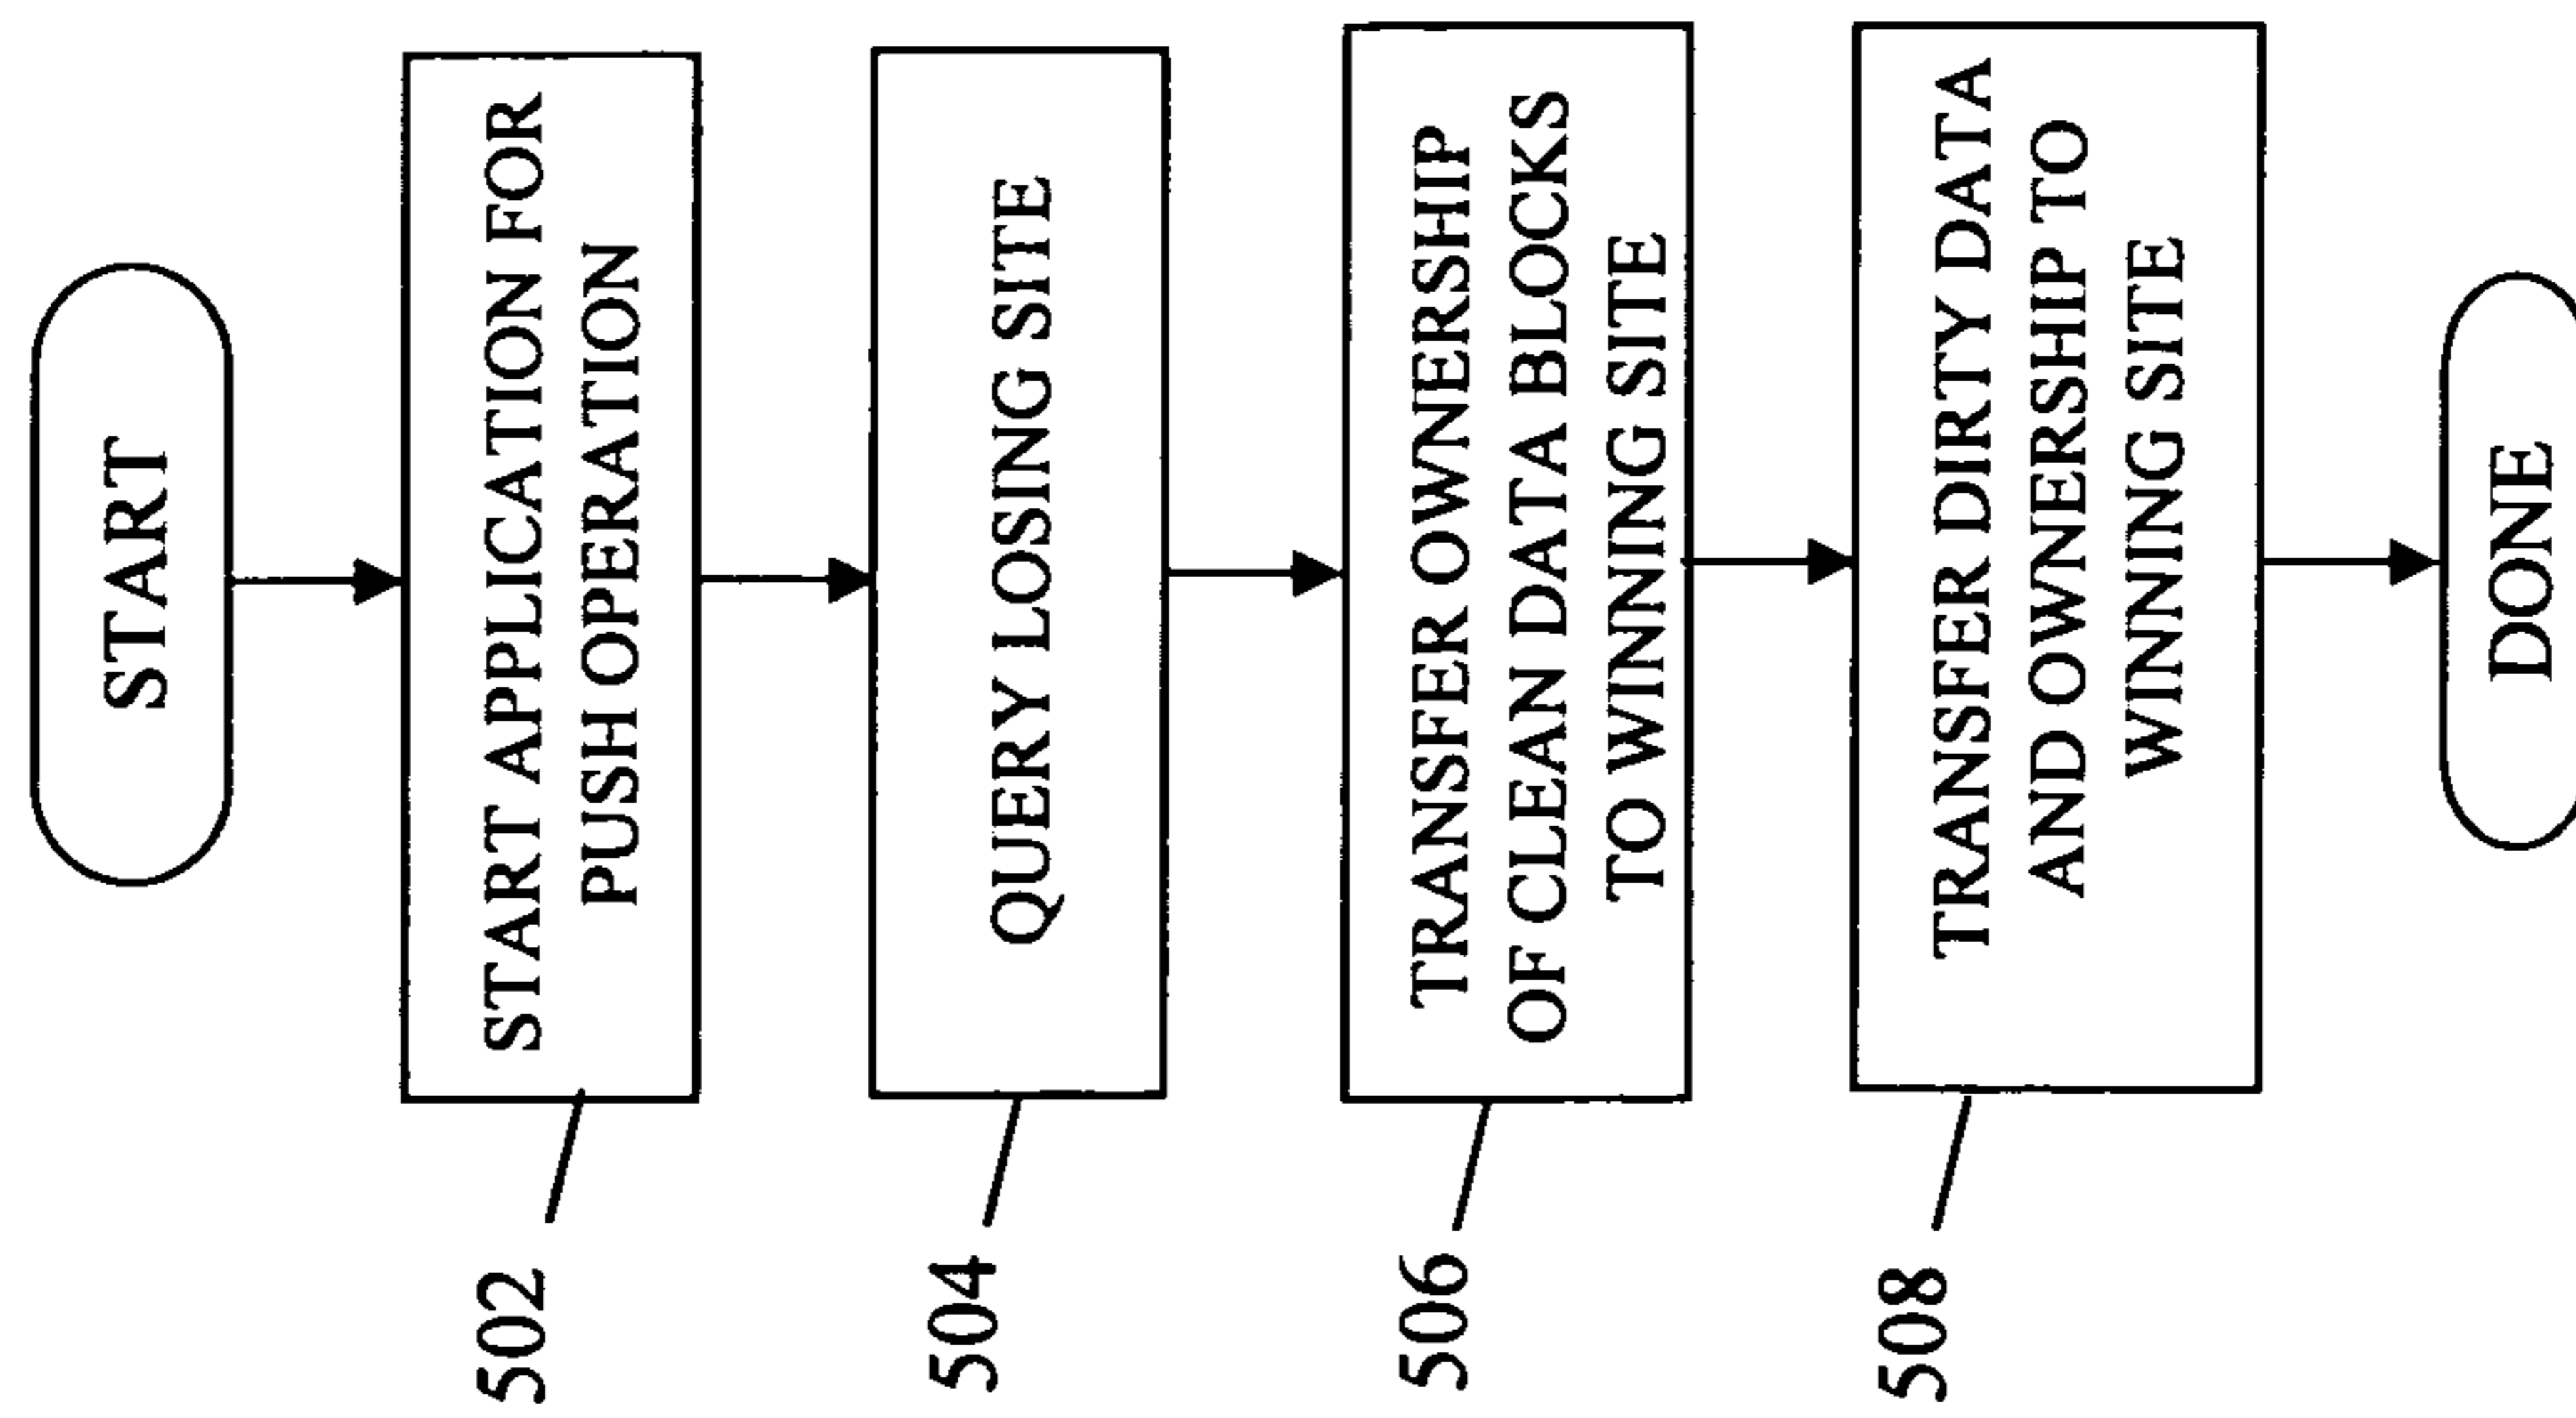 START
START APPLICATION FOR
PUSH OPERATION
502
QUERY LOSING SITE
504
TRANSFER OWNERSHIP
OF CLEAN DATA BLOCKS
TO WINNING SITE
506
TRANSFER DIRTY DATA
AND OWNERSHIP TO
WINNING SITE
508
DONE